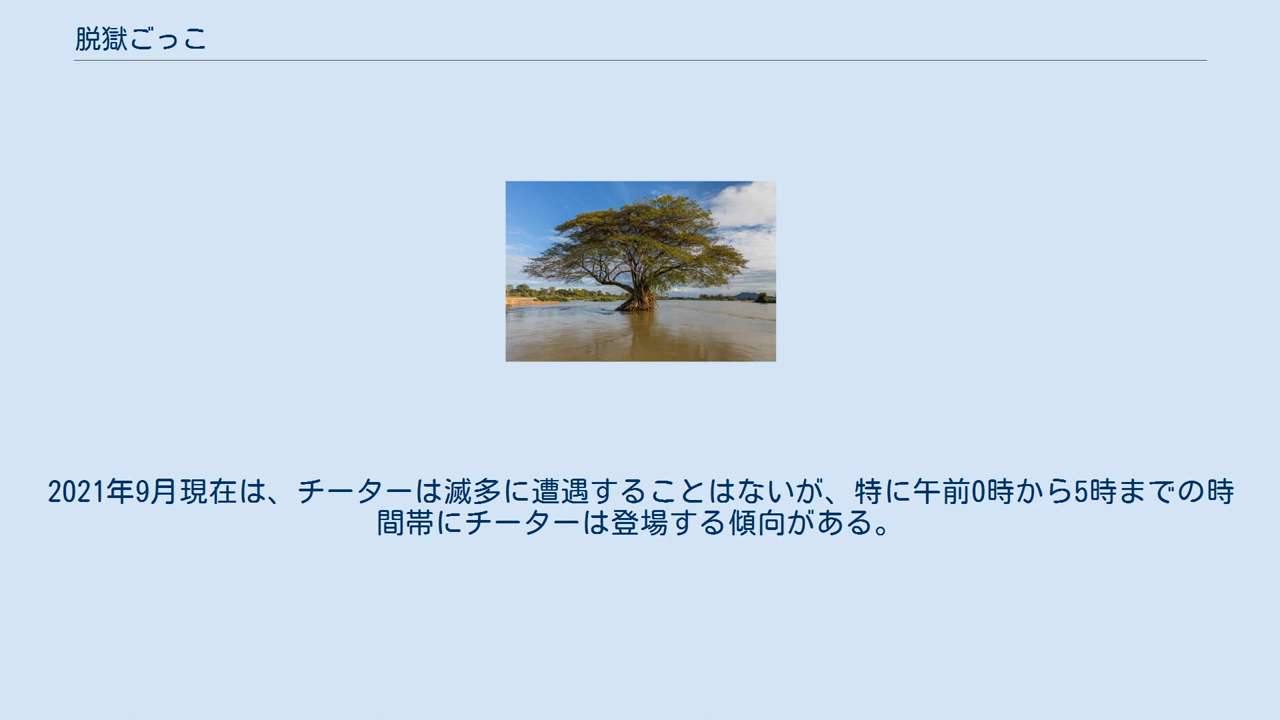 脱獄ごっこ
2021年9月現在は、チーターは滅多に遭遇することはないが、特に午前0時から5時までの時
間帯にチーターは登場する傾向がある。